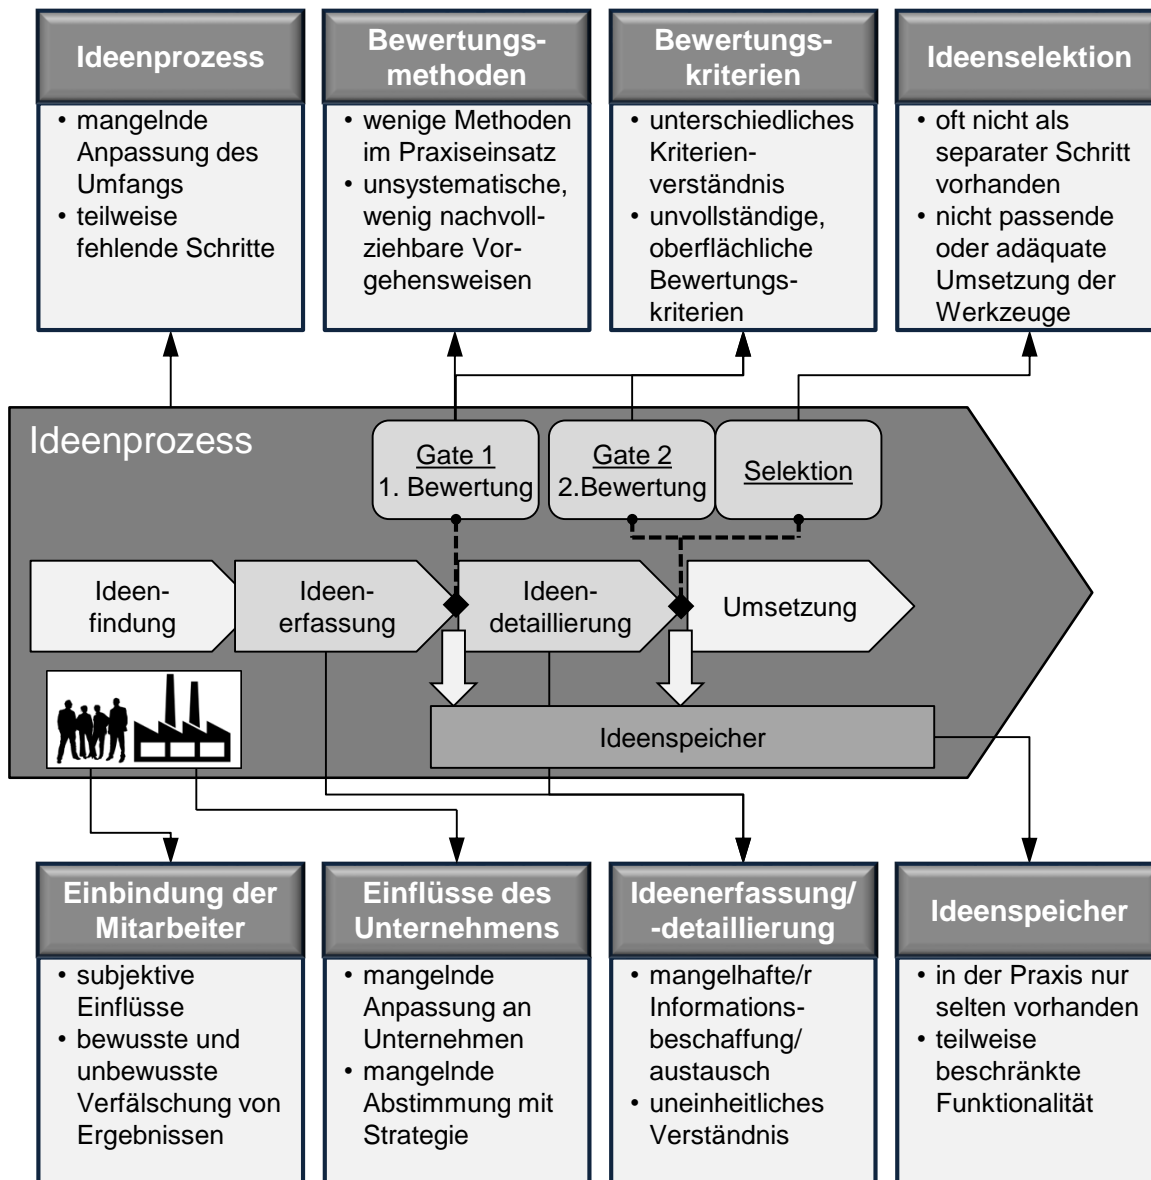 Ideenprozess
• mangelnde
Anpassung des
Umfangs
• teilweise
fehlende Schritte
Bewertungs-
methoden
• wenige Methoden
im Praxiseinsatz
• unsystematische,
wenig nachvoll-
ziehbare Vor-
gehensweisen
Bewertungs-
kriterien
• unterschiedliches
Kriterien-
verständnis
• unvollständige,
oberflächliche
Bewertungs-
kriterien
Ideenselektion
• oft nicht als
separater Schritt
vorhanden
• nicht passende
oder adäquate
Umsetzung der
Werkzeuge
Ideenprozess
Gate 1
1. Bewertung
Gate 2
2.Bewertung
Selektion
Ideen-
findung
Ideen-
erfassung
Ideen-
detaillierung
Umsetzung
Ideenspeicher
Einbindung der
Mitarbeiter
• subjektive
Einflüsse
• bewusste und
unbewusste
Verfälschung von
Ergebnissen
Einflüsse des
Unternehmens
• mangelnde
Anpassung an
Unternehmen
• mangelnde
Abstimmung mit
Strategie
Ideenerfassung/
-detaillierung
• mangelhafte/r
Informations-
beschaffung/
austausch
• uneinheitliches
Verständnis
Ideenspeicher
• in der Praxis nur
selten vorhanden
• teilweise
beschränkte
Funktionalität